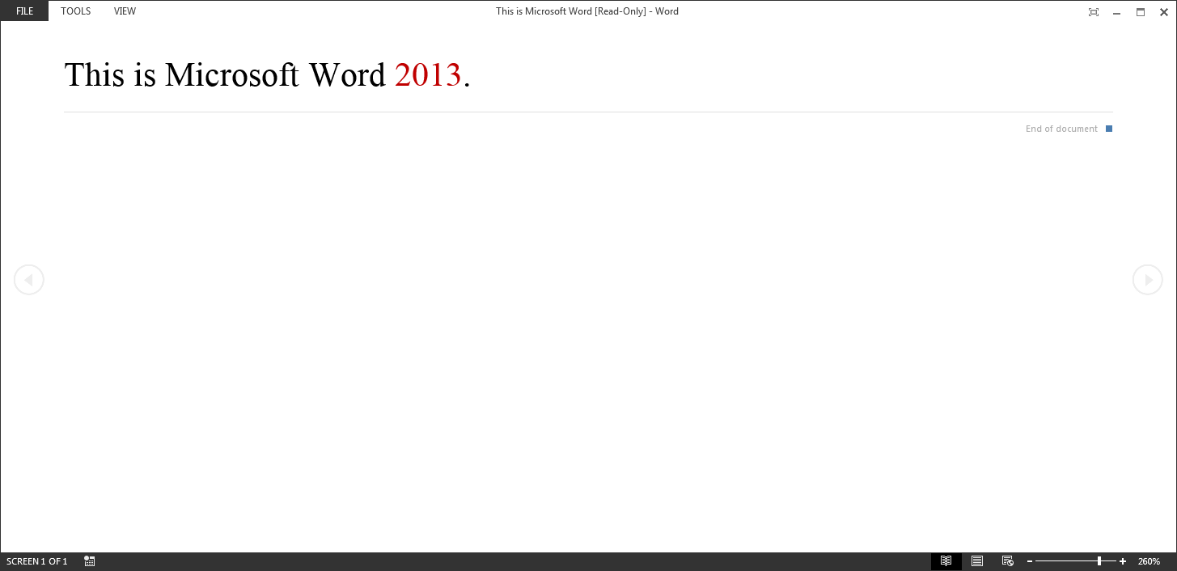 FILE TOOLS VIEW This is Microsoft Word [Read-Only] - Word
This is Microsoft Word 2013.
End of document
SCREEN 1 OF 1 260%